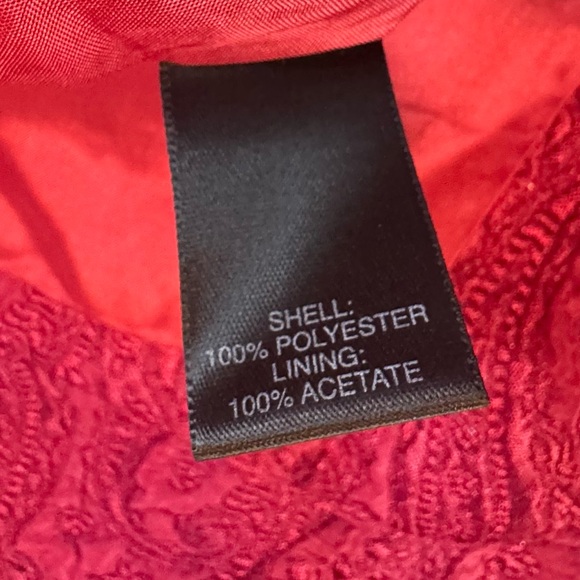 SHELL:
100% POLYESTER
LINING:
100% ACETATE